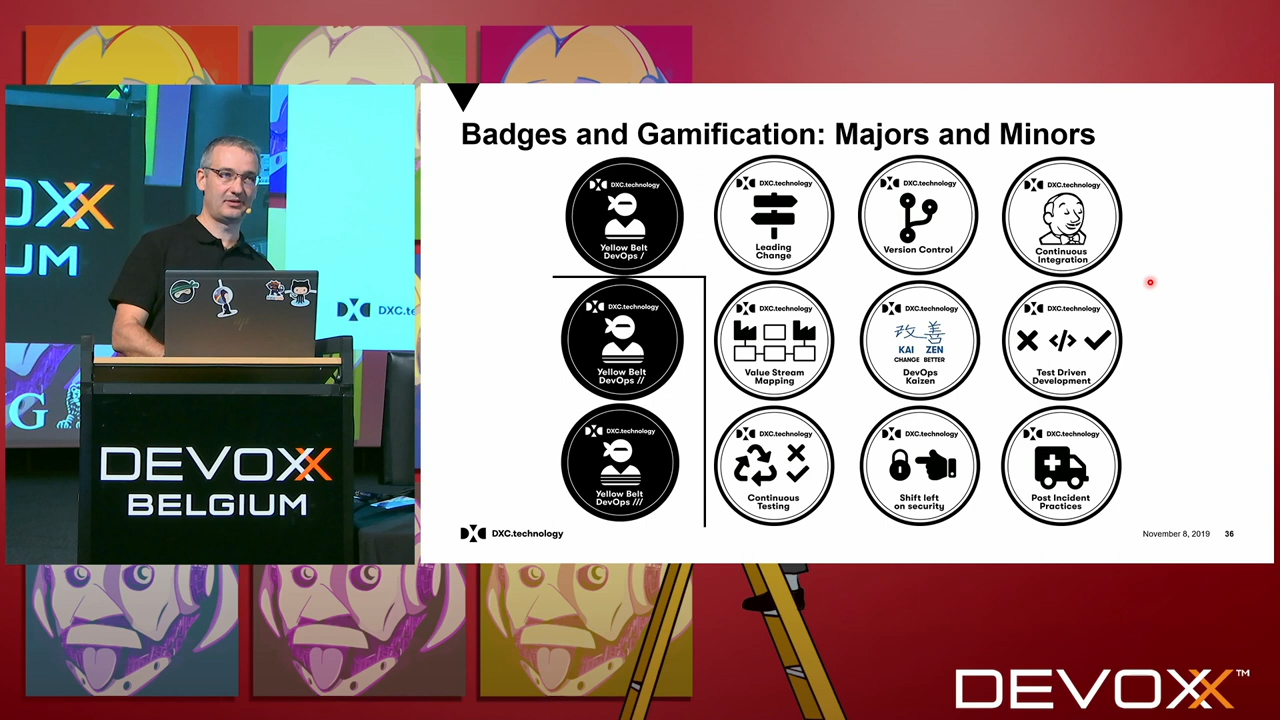 Badges and Gamification: Majors and Minors
DXC.technology
Yellow Belt
DevOps /
DXC.technology
Leading
Change
DXC.technology
Version Control
DXC.technology
Continuous
Integration
DXC.technology
Yellow Belt
DevOps //
DXC.technology
Value Stream
Mapping
DXC.technology
改善
KAI ZEN
CHANGE BETTER
DevOps
Kaizen
DXC.technology
Test Driven
Development
DXC.technology
Yellow Belt
DevOps ///
DXC.technology
Continuous
Testing
DXC.technology
Shift left
on security
DXC.technology
Post Incident
Practices
DXC.technology
November 8, 2019 36
OXX
UM
DXC.te
G
DEVOXX
BELGIUM
DEVOXX™